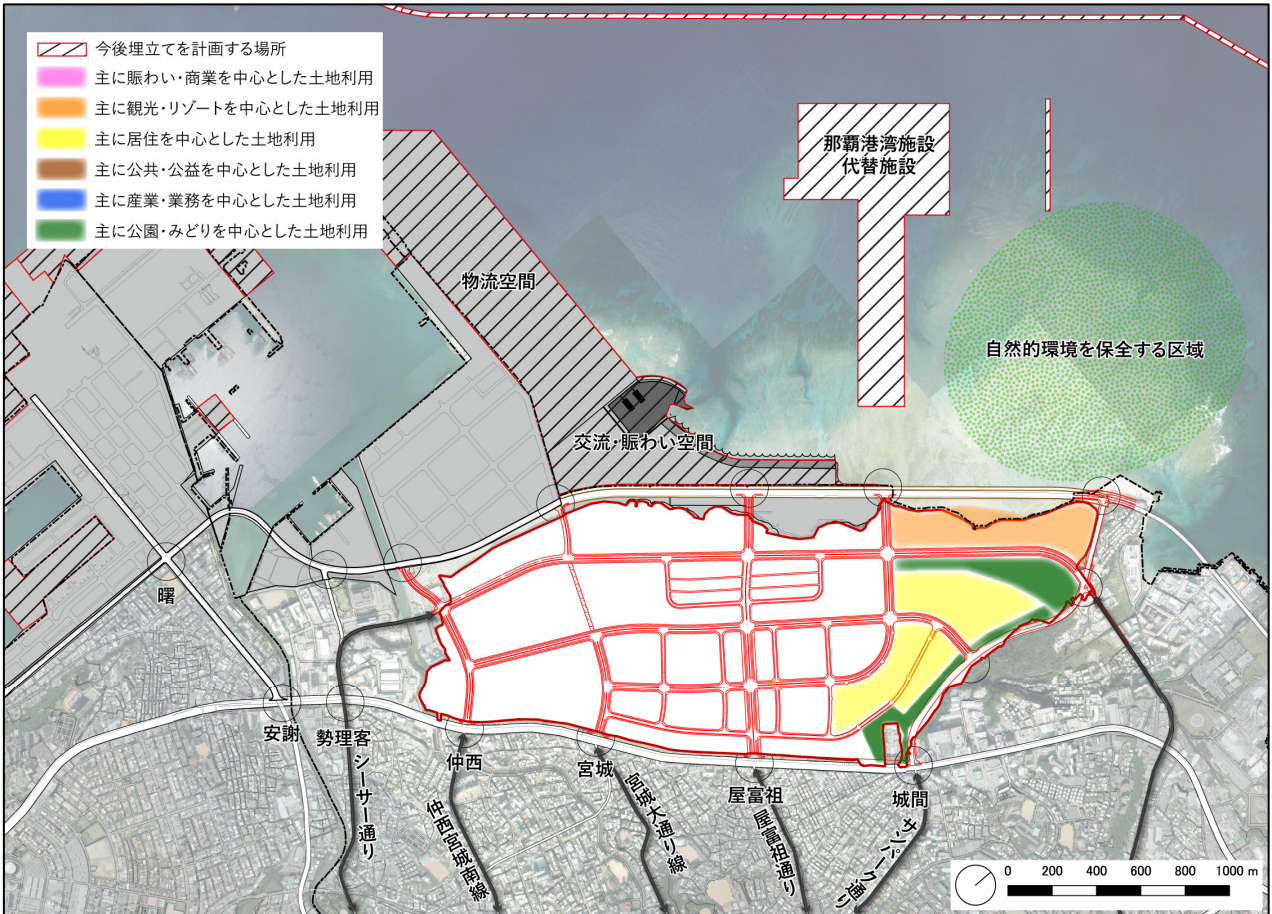 今後埋立てを計画する場所
主に賑わい・商業を中心とした土地利用
主に観光・リゾートを中心とした土地利用
主に居住を中心とした土地利用
主に公共・公益を中心とした土地利用
主に産業・業務を中心とした土地利用
主に公園・みどりを中心とした土地利用
那覇港湾施設
代替施設
物流空間
自然的環境を保全する区域
交流・賑わい空間
曙
安謝
勢理客
シーサー通り
仲西
仲西宮城南線
宮城
宮城大通り線
屋富祖
屋富祖通り
城間
サンパーク通り
0 200 400 600 800 1000 m